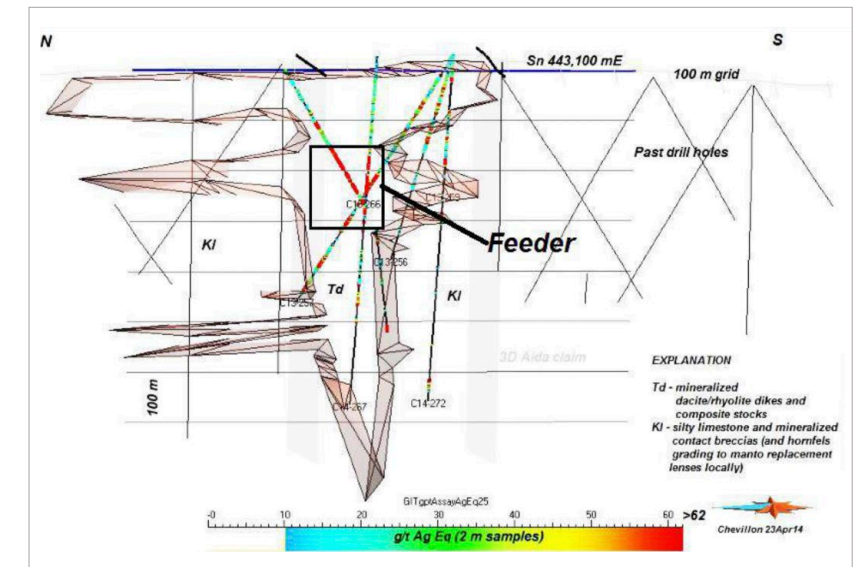 N
S
Sn 443,100 mE
100 m grid
Past drill holes
C13-266
Kl
Feeder
C13-256
Td
Kl
3D Aida claim
100 m
C14-267
C14-272
EXPLANATION
Td - mineralized
dacite/rhyolite dikes and
composite stocks
Kl - silty limestone and mineralized
contact breccias (and hornfels
grading to manto replacement
lenses locally)
GITgptAssayAgEq25
-0 10 20 30 40 50 60 >62
g/t Ag Eq (2 m samples)
Chevillon 23Apr14